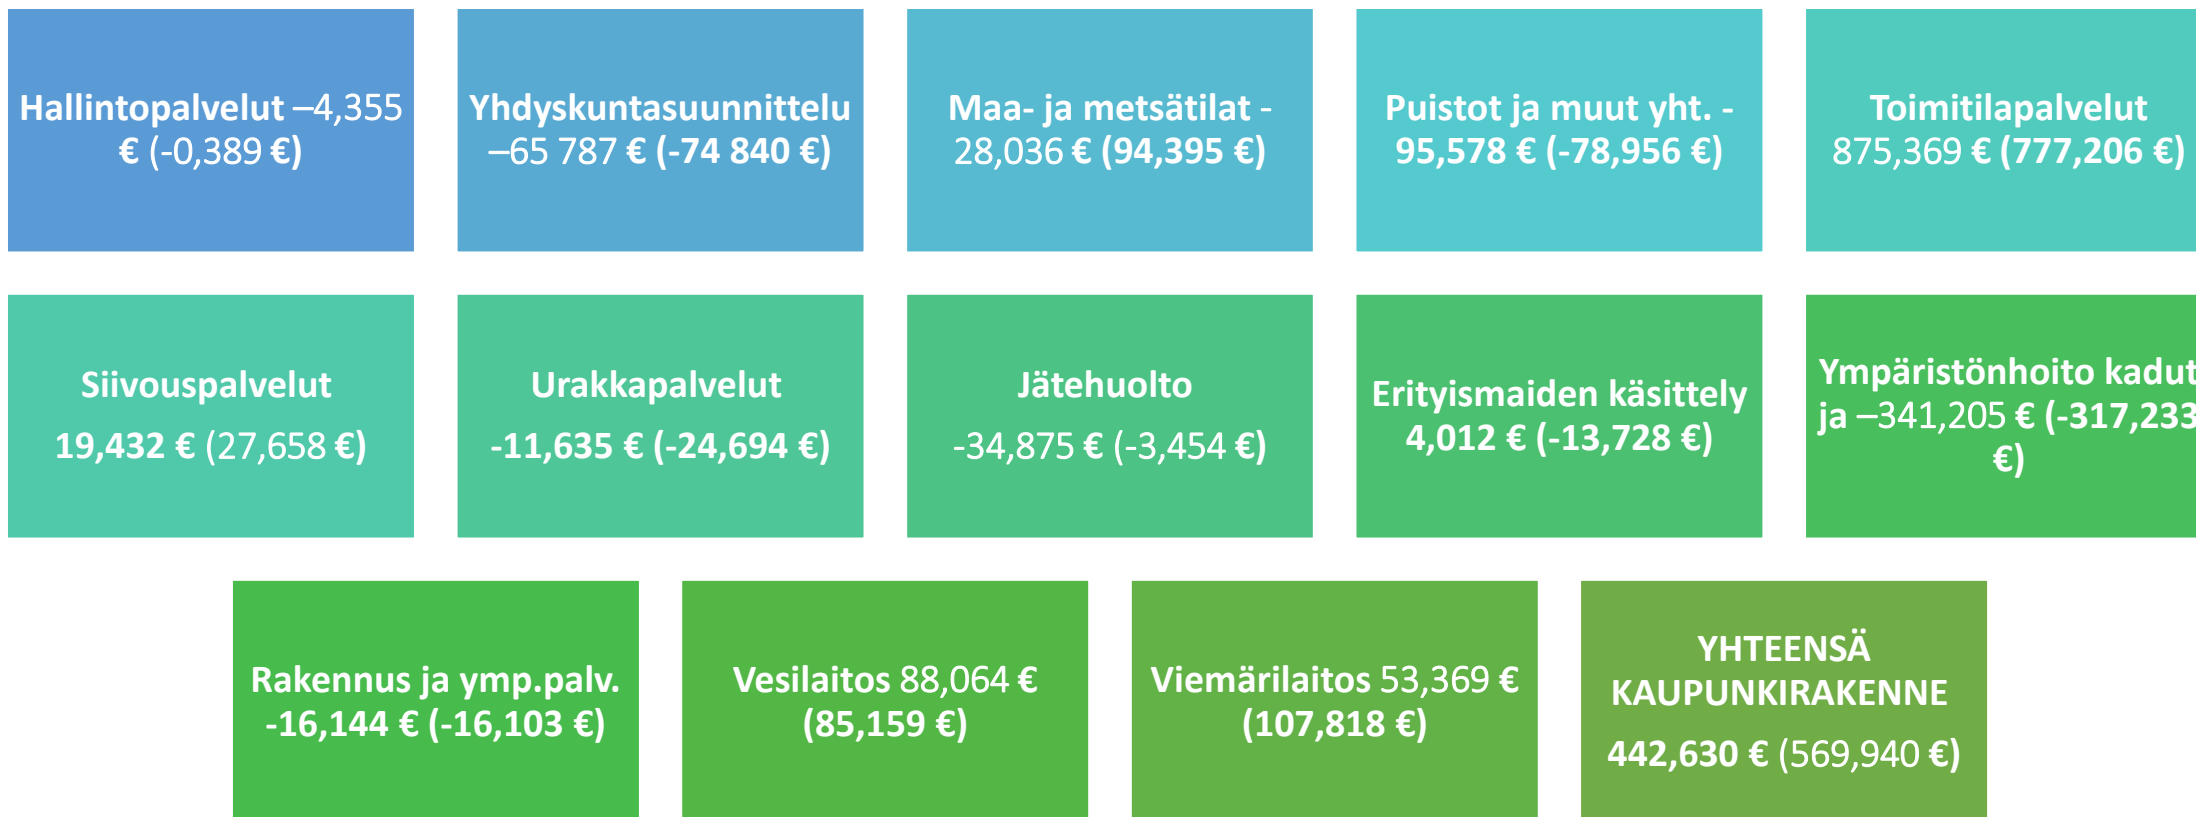 Hallintopalvelut –4,355
€ (-0,389 €)
Yhdyskuntasuunnittelu
–65 787 € (-74 840 €)
Maa- ja metsätilat -
28,036 € (94,395 €)
Puistot ja muut yht. -
95,578 € (-78,956 €)
Toimitilapalvelut
875,369 € (777,206 €)
Siivouspalvelut
19,432 € (27,658 €)
Urakkapalvelut
-11,635 € (-24,694 €)
Jätehuolto
-34,875 € (-3,454 €)
Erityismaiden käsittely
4,012 € (-13,728 €)
Ympäristönhoito kadut
ja –341,205 € (-317,233
€)
Rakennus ja ymp.palv.
-16,144 € (-16,103 €)
Vesilaitos 88,064 €
(85,159 €)
Viemärilaitos 53,369 €
(107,818 €)
YHTEENSÄ
KAUPUNKIRAKENNE
442,630 € (569,940 €)